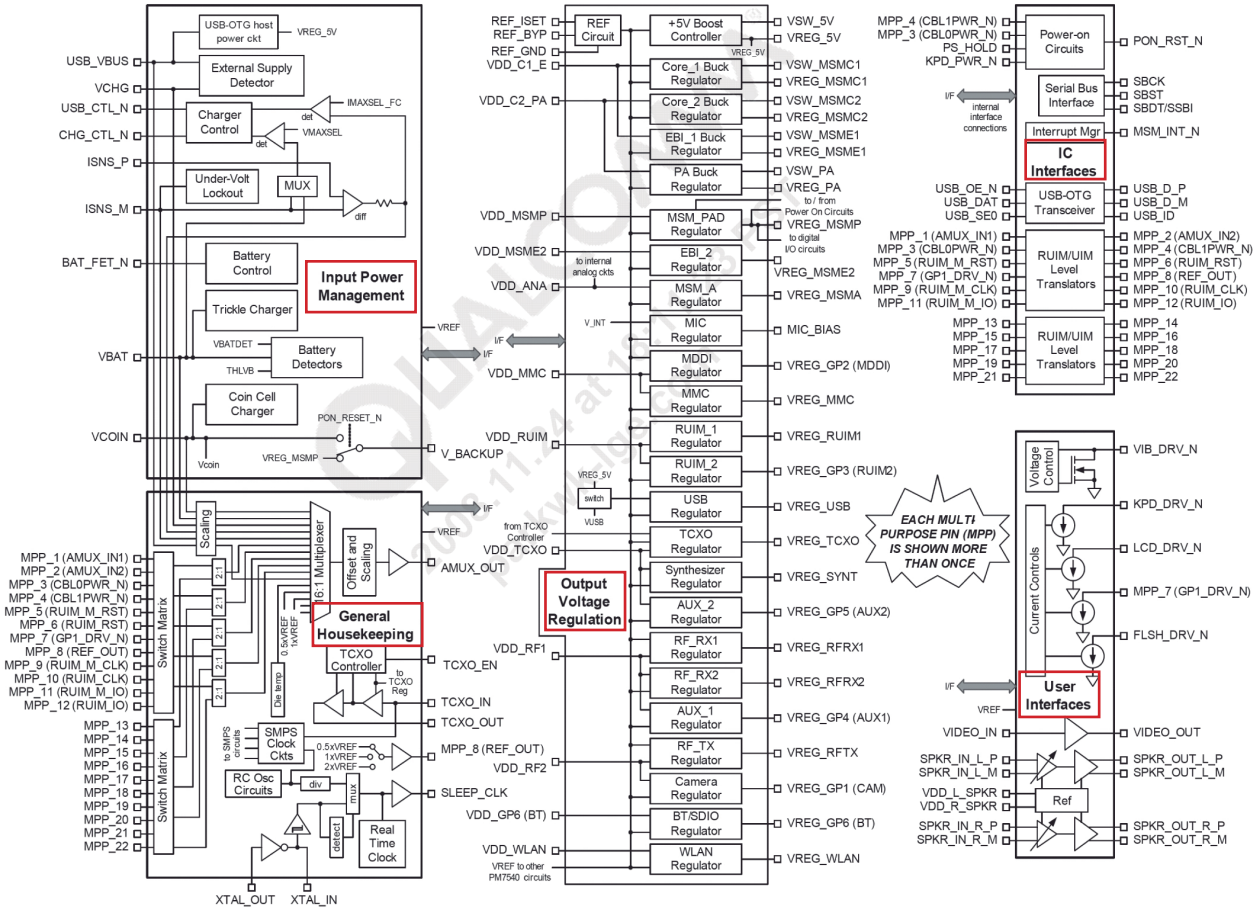 USB-OTG host
power ckt
VREG_5V
USB_VBUS
External Supply
Detector
VCHG
USB_CTL_N
Charger
Control
det
IMAXSEL_FC
CHG_CTL_N
VMAXSEL
det
ISNS_P
Under-Volt
Lockout
MUX
ISNS_M
diff
BAT_FET_N
Battery
Control
Input Power
Management
Trickle Charger
VREF
VBATDET
VBAT
Battery
Detectors
I/F
THLVB
Coin Cell
Charger
PON_RESET_N
VCOIN
V_BACKUP
Vcoin
VREG_MSMP
Scaling
I/F
VREF
16:1 Multiplexer
Offset and
Scaling
AMUX_OUT
MPP_1 (AMUX_IN1)
MPP_2 (AMUX_IN2)
MPP_3 (CBL0PWR_N)
MPP_4 (CBL1PWR_N)
MPP_5 (RUIM_M_RST)
MPP_6 (RUIM_RST)
MPP_7 (GP1_DRV_N)
MPP_8 (REF_OUT)
MPP_9 (RUIM_M_CLK)
MPP_10 (RUIM_CLK)
MPP_11 (RUIM_M_IO)
MPP_12 (RUIM_IO)
Switch Matrix
2:1
2:1
2:1
2:1
2:1
0.5xVREF
1xVREF
Die temp
General
Housekeeping
TCXO
Controller
TCXO_EN
to
TCXO
Reg
TCXO_IN
TCXO_OUT
MPP_13
MPP_14
MPP_15
MPP_16
MPP_17
MPP_18
MPP_19
MPP_20
MPP_21
MPP_22
Switch Matrix
to SMPS
circuits
SMPS
Clock
Ckts
0.5xVREF
1xVREF
2xVREF
MPP_8 (REF_OUT)
RC Osc
Circuits
div
mux
SLEEP_CLK
detect
Real
Time
Clock
XTAL_OUT
XTAL_IN
REF_ISET
REF_BYP
REF_GND
REF
Circuit
VDD_C1_E
VDD_C2_PA
VDD_MSMP
VDD_MSME2
to internal
analog ckts
VDD_ANA
V_INT
I/F
VDD_MMC
VDD_RUIM
VREG_5V
switch
VUSB
from TCXO
Controller
VDD_TCXO
Output
Voltage
Regulation
VDD_RF1
VDD_RF2
VDD_GP6 (BT)
VDD_WLAN
VREF to other
PM7540 circuits
+5V Boost
Controller
VREG_5V
Core_1 Buck
Regulator
Core_2 Buck
Regulator
EBI_1 Buck
Regulator
PA Buck
Regulator
MSM_PAD
Regulator
EBI_2
Regulator
MSM_A
Regulator
MIC
Regulator
MDDI
Regulator
MMC
Regulator
RUIM_1
Regulator
RUIM_2
Regulator
USB
Regulator
TCXO
Regulator
Synthesizer
Regulator
AUX_2
Regulator
RF_RX1
Regulator
RF_RX2
Regulator
AUX_1
Regulator
RF_TX
Regulator
Camera
Regulator
BT/SDIO
Regulator
WLAN
Regulator
VSW_5V
VREG_5V
VSW_MSMC1
VREG_MSMC1
VSW_MSMC2
VREG_MSMC2
VSW_MSME1
VREG_MSME1
VSW_PA
VREG_PA
to / from
Power On Circuits
VREG_MSMP
to digital
I/O circuits
VREG_MSME2
VREG_MSMA
MIC_BIAS
VREG_GP2 (MDDI)
VREG_MMC
VREG_RUIM1
VREG_GP3 (RUIM2)
VREG_USB
VREG_TCXO
VREG_SYNT
VREG_GP5 (AUX2)
VREG_RFRX1
VREG_RFRX2
VREG_GP4 (AUX1)
VREG_RFTX
VREG_GP1 (CAM)
VREG_GP6 (BT)
VREG_WLAN
MPP_4 (CBL1PWR_N)
MPP_3 (CBL0PWR_N)
PS_HOLD
KPD_PWR_N
Power-on
Circuits
PON_RST_N
I/F
internal
interface
connections
Serial Bus
Interface
SBCK
SBST
SBDT/SSBI
Interrupt Mgr
MSM_INT_N
IC
Interfaces
USB_OE_N
USB_DAT
USB_SE0
USB-OTG
Transceiver
USB_D_P
USB_D_M
USB_ID
MPP_1 (AMUX_IN1)
MPP_3 (CBL0PWR_N)
MPP_5 (RUIM_M_RST)
MPP_7 (GP1_DRV_N)
MPP_9 (RUIM_M_CLK)
MPP_11 (RUIM_M_IO)
RUIM/UIM
Level
Translators
MPP_2 (AMUX_IN2)
MPP_4 (CBL1PWR_N)
MPP_6 (RUIM_RST)
MPP_8 (REF_OUT)
MPP_10 (RUIM_CLK)
MPP_12 (RUIM_IO)
MPP_13
MPP_15
MPP_17
MPP_19
MPP_21
RUIM/UIM
Level
Translators
MPP_14
MPP_16
MPP_18
MPP_20
MPP_22
EACH MULTI-
PURPOSE PIN (MPP)
IS SHOWN MORE
THAN ONCE
Voltage
Control
VIB_DRV_N
KPD_DRV_N
Current Controls
LCD_DRV_N
MPP_7 (GP1_DRV_N)
FLSH_DRV_N
I/F
User
Interfaces
VREF
VIDEO_IN
VIDEO_OUT
SPKR_IN_L_P
SPKR_IN_L_M
SPKR_OUT_L_P
SPKR_OUT_L_M
VDD_L_SPKR
VDD_R_SPKR
Ref
SPKR_IN_R_P
SPKR_IN_R_M
SPKR_OUT_R_P
SPKR_OUT_R_M
QUALCOMM